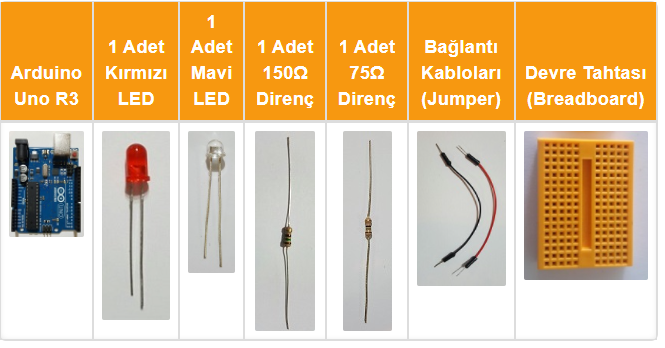 Arduino
Uno R3
1 Adet
Kırmızı
LED
1
Adet
Mavi
LED
1 Adet
150Ω
Direnç
1 Adet
75Ω
Direnç
Bağlantı
Kabloları
(Jumper)
Devre Tahtası
(Breadboard)